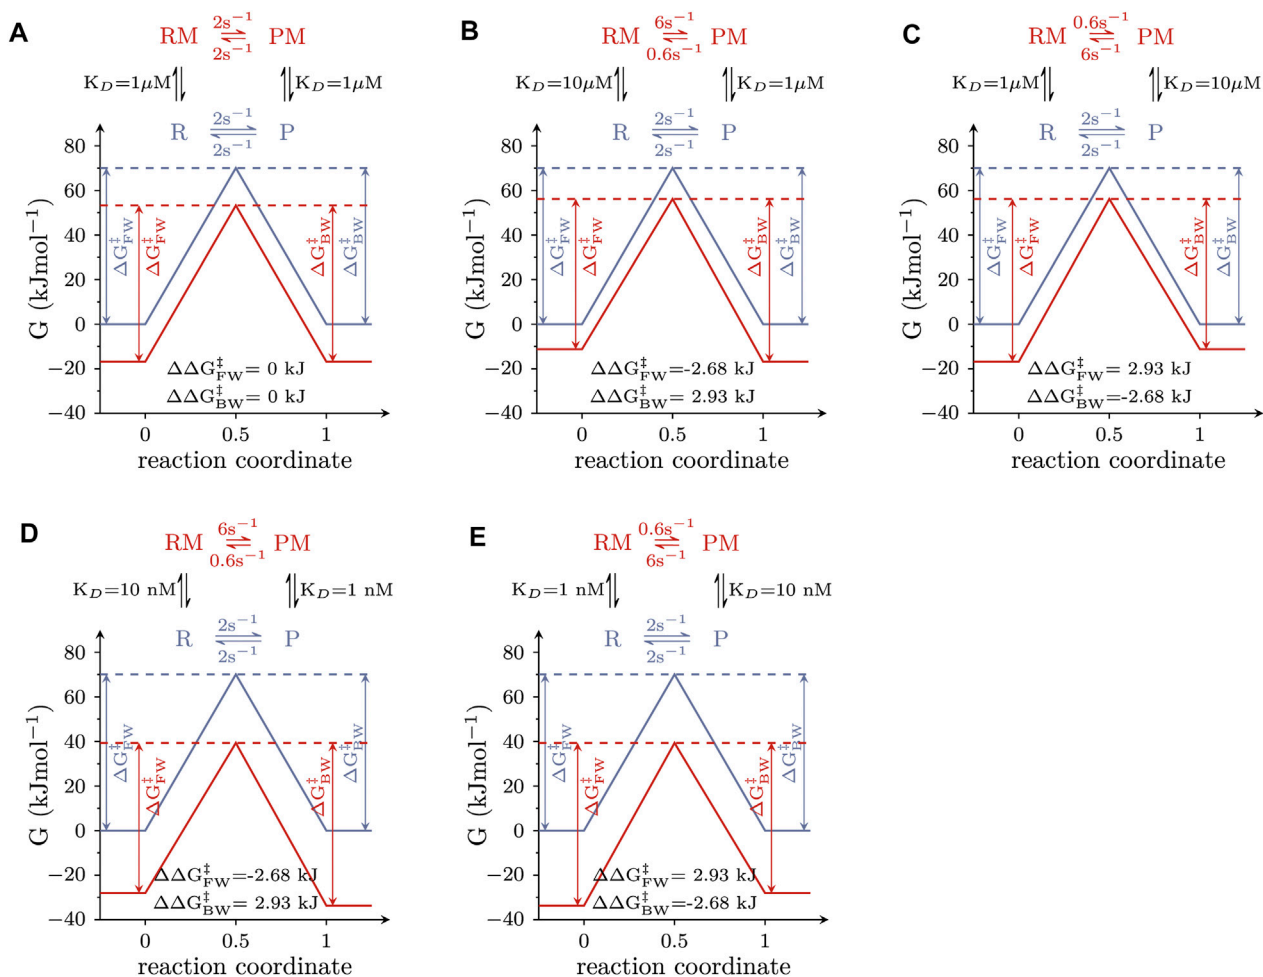 A
2s⁻¹
RM ⇌ PM
2s⁻¹
K_D=1μM
K_D=1μM
2s⁻¹
R ⇌ P
2s⁻¹
G (kJmol⁻¹)
80
60
40
20
0
−20
−40
ΔG‡FW
ΔG‡FW
ΔG‡BW
ΔG‡BW
ΔΔG‡FW= 0 kJ
ΔΔG‡BW= 0 kJ
0 0.5 1
reaction coordinate
B
6s⁻¹
RM ⇌ PM
0.6s⁻¹
K_D=10μM
K_D=1μM
2s⁻¹
R ⇌ P
2s⁻¹
G (kJmol⁻¹)
80
60
40
20
0
−20
−40
ΔG‡FW
ΔG‡FW
ΔG‡BW
ΔG‡BW
ΔΔG‡FW=-2.68 kJ
ΔΔG‡BW= 2.93 kJ
0 0.5 1
reaction coordinate
C
0.6s⁻¹
RM ⇌ PM
6s⁻¹
K_D=1μM
K_D=10μM
2s⁻¹
R ⇌ P
2s⁻¹
G (kJmol⁻¹)
80
60
40
20
0
−20
−40
ΔG‡FW
ΔG‡FW
ΔG‡BW
ΔG‡BW
ΔΔG‡FW= 2.93 kJ
ΔΔG‡BW=-2.68 kJ
0 0.5 1
reaction coordinate
D
6s⁻¹
RM ⇌ PM
0.6s⁻¹
K_D=10 nM
K_D=1 nM
2s⁻¹
R ⇌ P
2s⁻¹
G (kJmol⁻¹)
80
60
40
20
0
−20
−40
ΔG‡FW
ΔG‡FW
ΔG‡BW
ΔG‡BW
ΔΔG‡FW=-2.68 kJ
ΔΔG‡BW= 2.93 kJ
0 0.5 1
reaction coordinate
E
0.6s⁻¹
RM ⇌ PM
6s⁻¹
K_D=1 nM
K_D=10 nM
2s⁻¹
R ⇌ P
2s⁻¹
G (kJmol⁻¹)
80
60
40
20
0
−20
−40
ΔG‡FW
ΔG‡FW
ΔG‡BW
ΔG‡BW
ΔΔG‡FW= 2.93 kJ
ΔΔG‡BW=-2.68 kJ
0 0.5 1
reaction coordinate